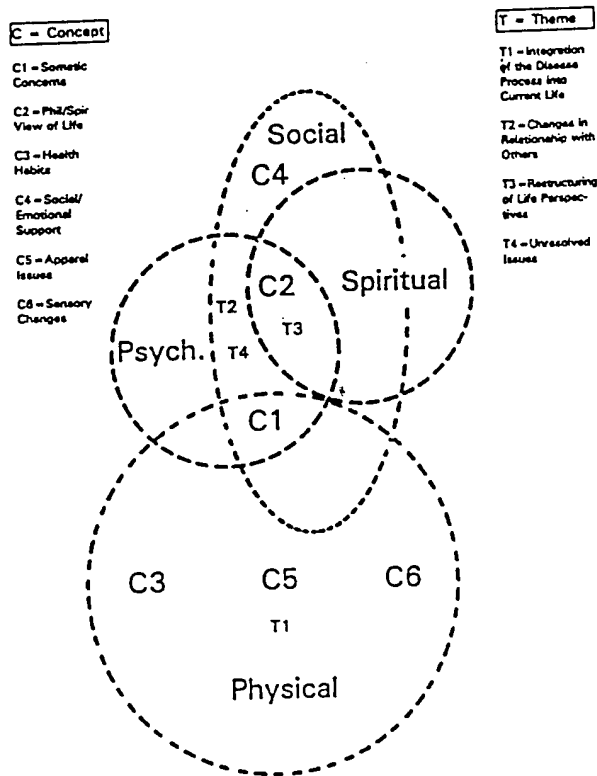 C = Concept
C1 = Somatic
Concerns
C2 = Phil/Spir
View of Life
C3 = Health
Habits
C4 = Social/
Emotional
Support
C5 = Apparel
Issues
C6 = Sensory
Changes
T = Theme
T1 = Integration
of the Disease
Process into
Current Life
T2 = Changes in
Relationship with
Others
T3 = Restructuring
of Life Perspec-
tives
T4 = Unresolved
Issues
Social
C4
C2
Spiritual
T2
T3
Psych.
T4
C1
C3
C5
C6
T1
Physical